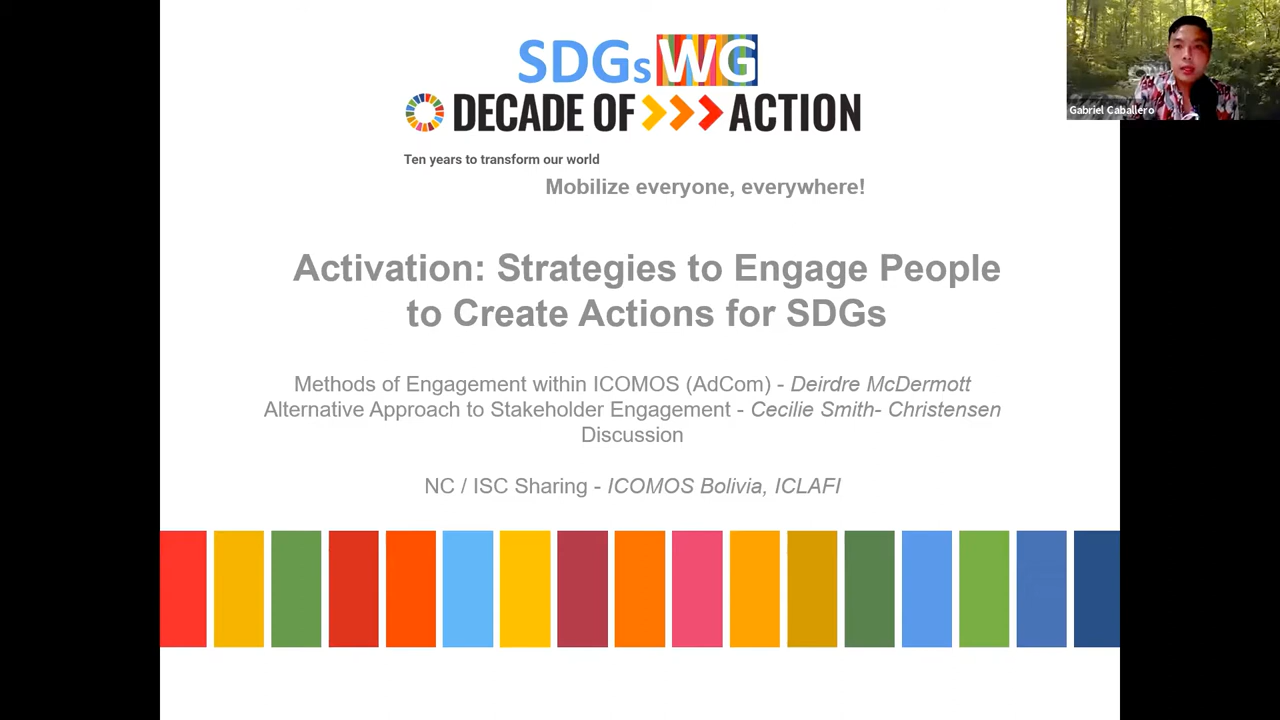 SDGsWG
DECADE OF >>> ACTION
Ten years to transform our world
Mobilize everyone, everywhere!
Activation: Strategies to Engage People
to Create Actions for SDGs
Methods of Engagement within ICOMOS (AdCom) - Deirdre McDermott
Alternative Approach to Stakeholder Engagement - Cecilie Smith- Christensen
Discussion
NC / ISC Sharing - ICOMOS Bolivia, ICLAFI
Gabriel Caballero